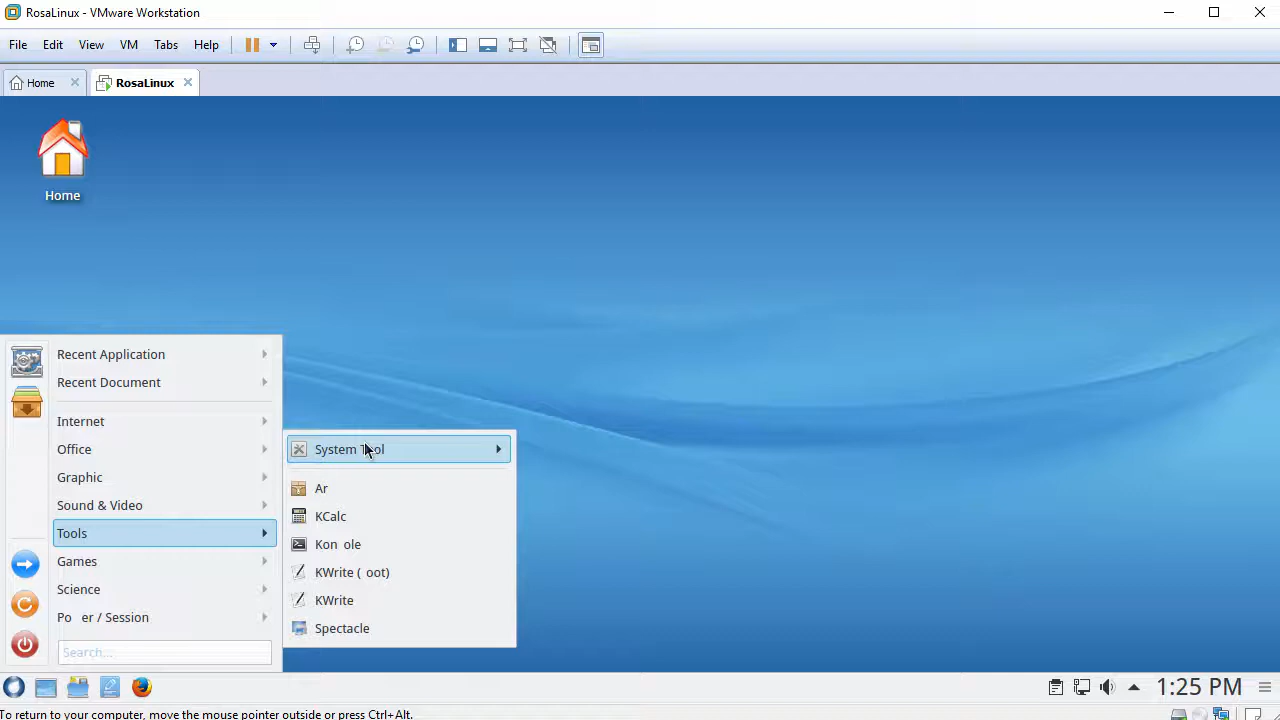 RosaLinux - VMware Workstation
File Edit View VM Tabs Help
Home RosaLinux
Home
Recent Application
Recent Document
Internet
Office
Graphic
Sound & Video
Tools
Games
Science
Po er / Session
Search...
System Tool
Ar
KCalc
Kon ole
KWrite ( oot)
KWrite
Spectacle
1:25 PM
To return to your computer, move the mouse pointer outside or press Ctrl+Alt.